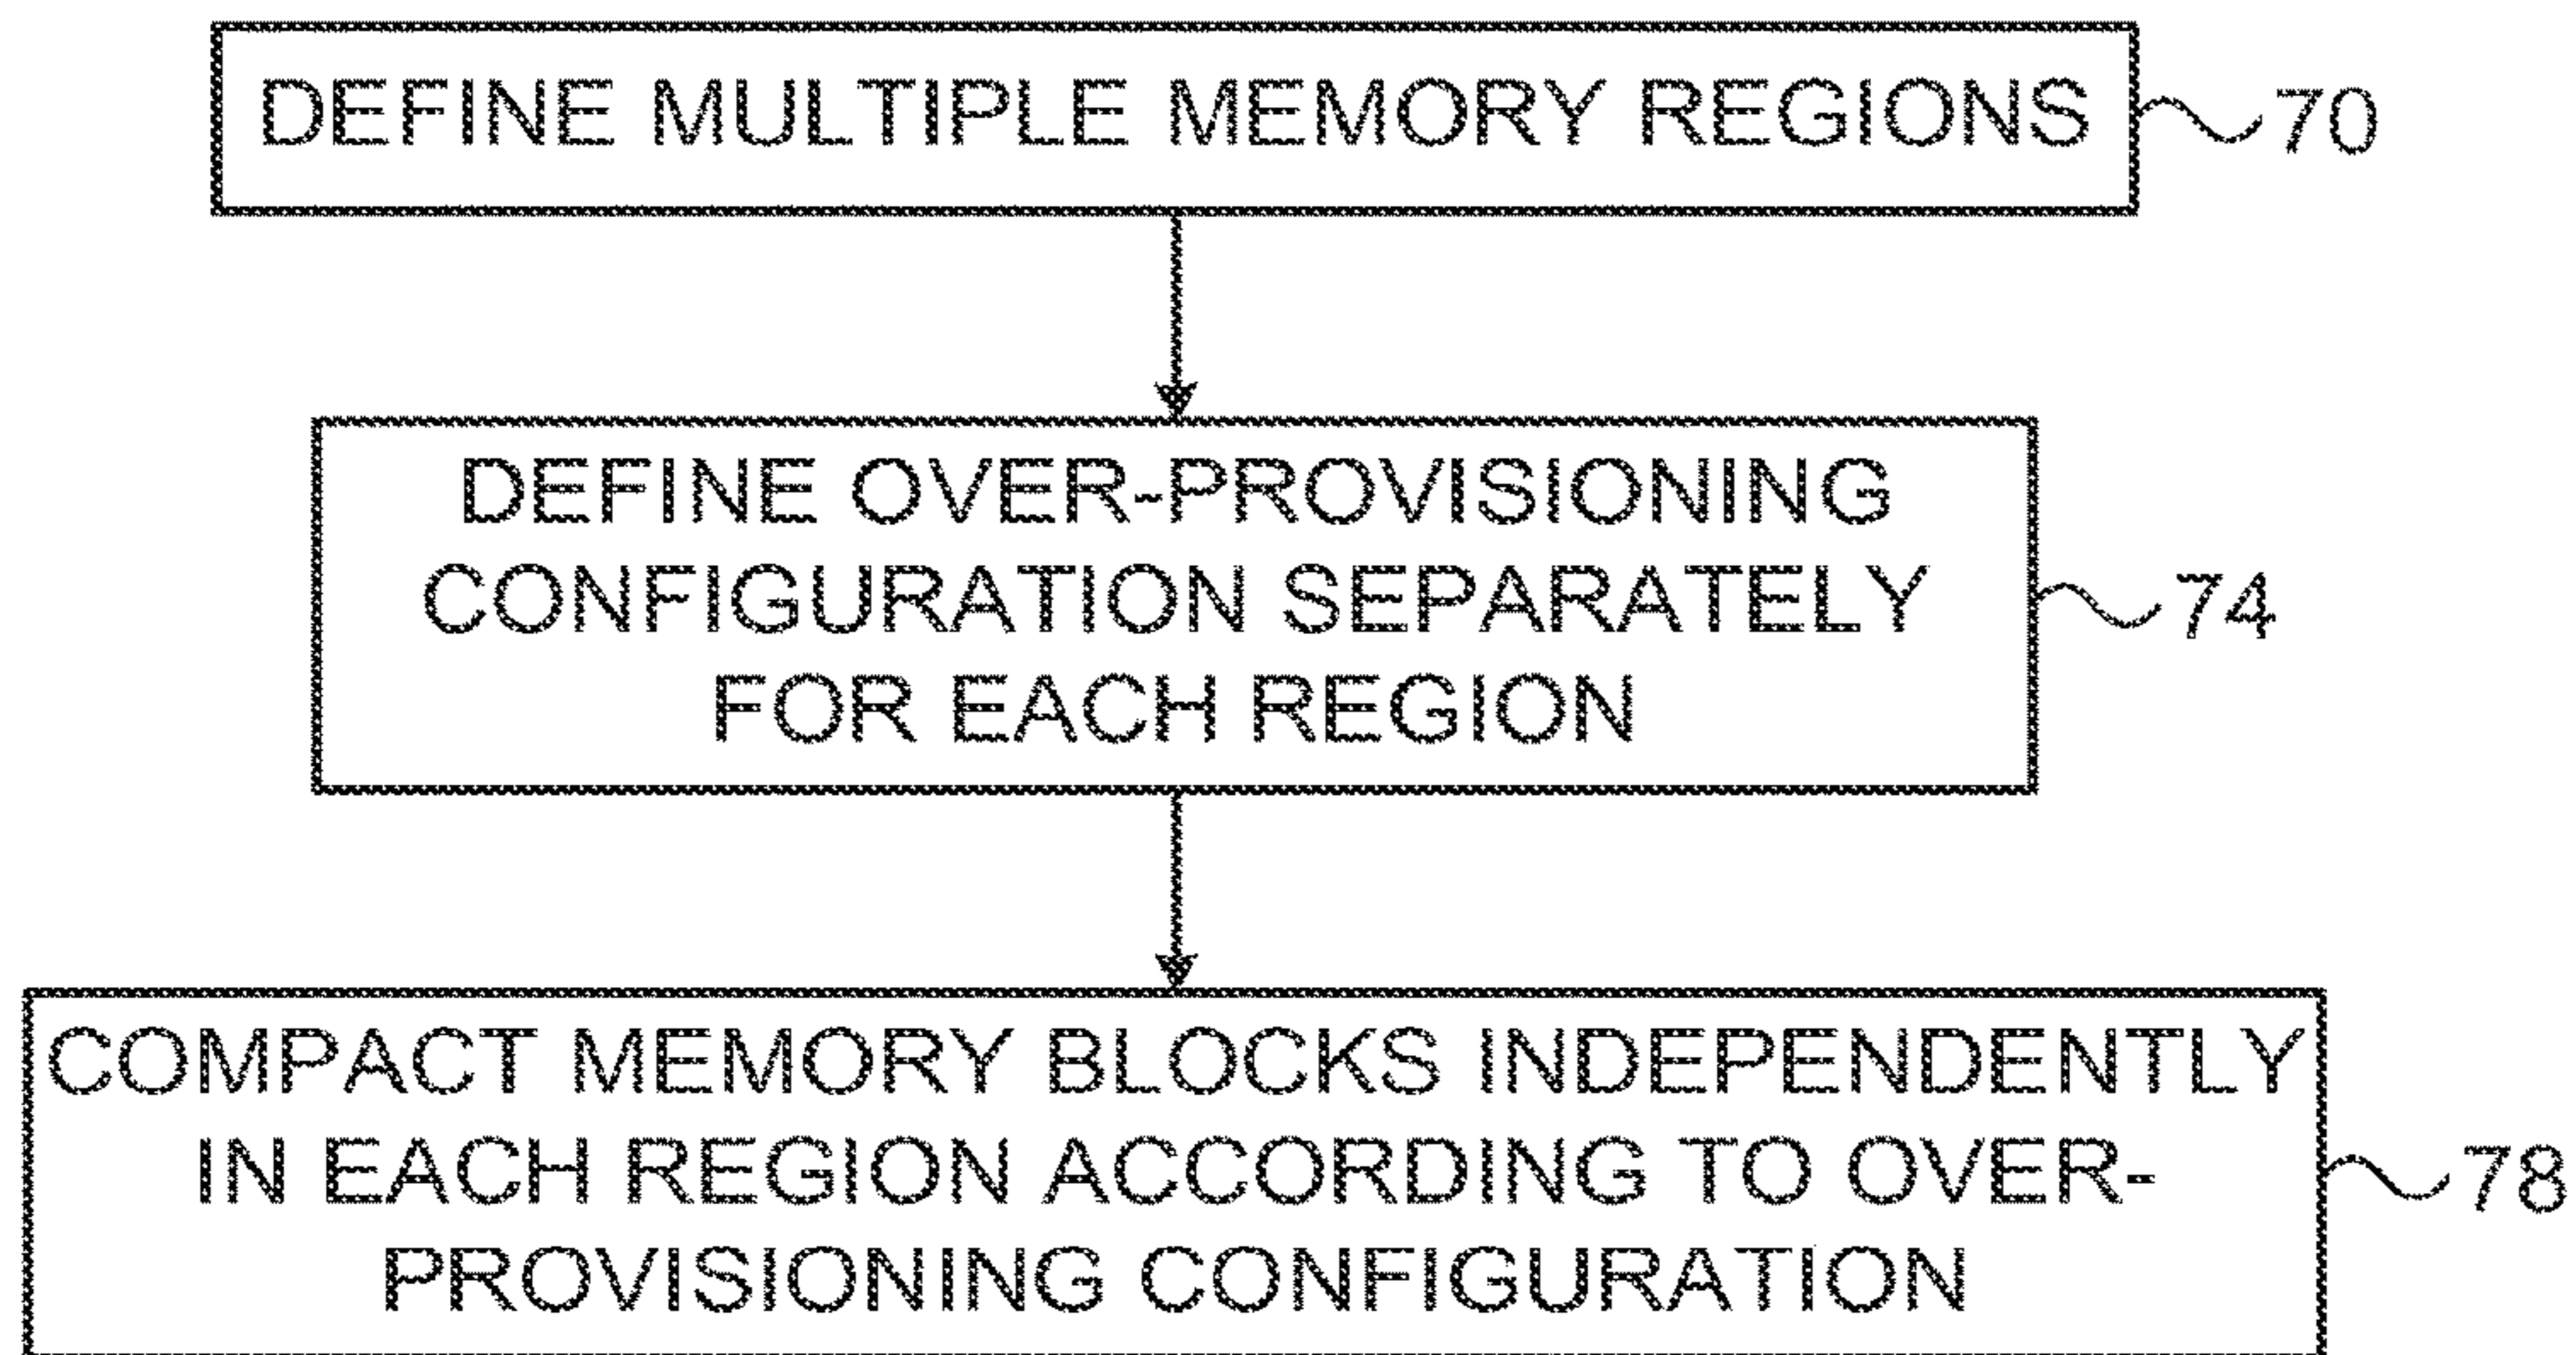 DEFINE MULTIPLE MEMORY REGIONS
70
DEFINE OVER-PROVISIONING
CONFIGURATION SEPARATELY
FOR EACH REGION
74
COMPACT MEMORY BLOCKS INDEPENDENTLY
IN EACH REGION ACCORDING TO OVER-
PROVISIONING CONFIGURATION
78